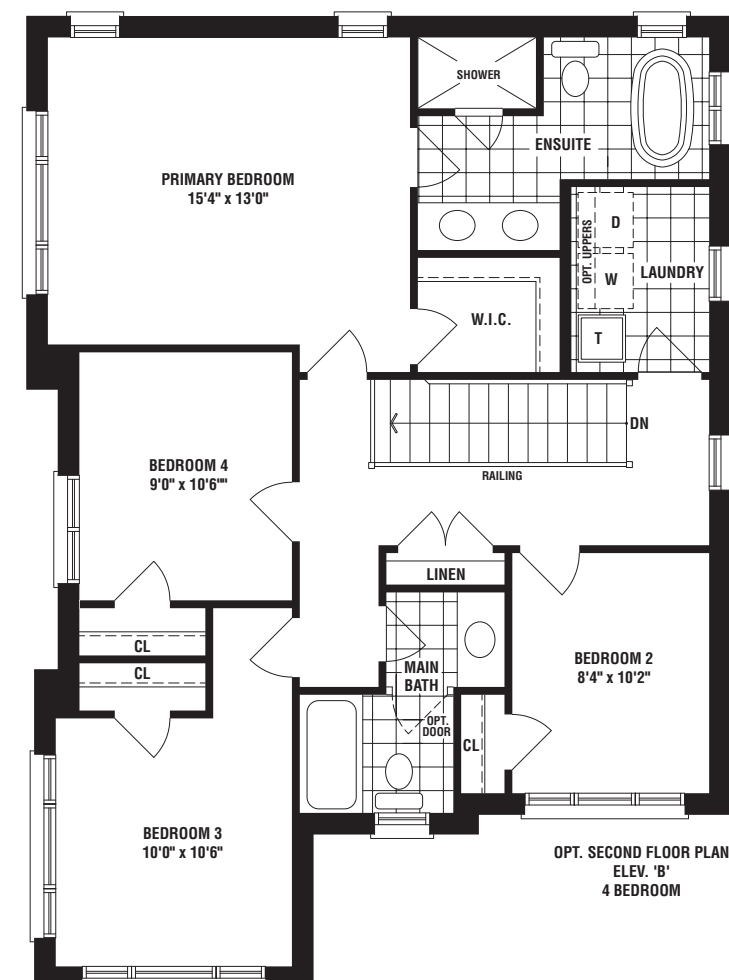 SHOWER
ENSUITE
PRIMARY BEDROOM
15'4" x 13'0"
D
OPT. UPPERS
W
LAUNDRY
T
W.I.C.
DN
RAILING
BEDROOM 4
9'0" x 10'6""
LINEN
CL
CL
MAIN
BATH
OPT.
DOOR
CL
BEDROOM 2
8'4" x 10'2"
BEDROOM 3
10'0" x 10'6"
OPT. SECOND FLOOR PLAN
ELEV. 'B'
4 BEDROOM